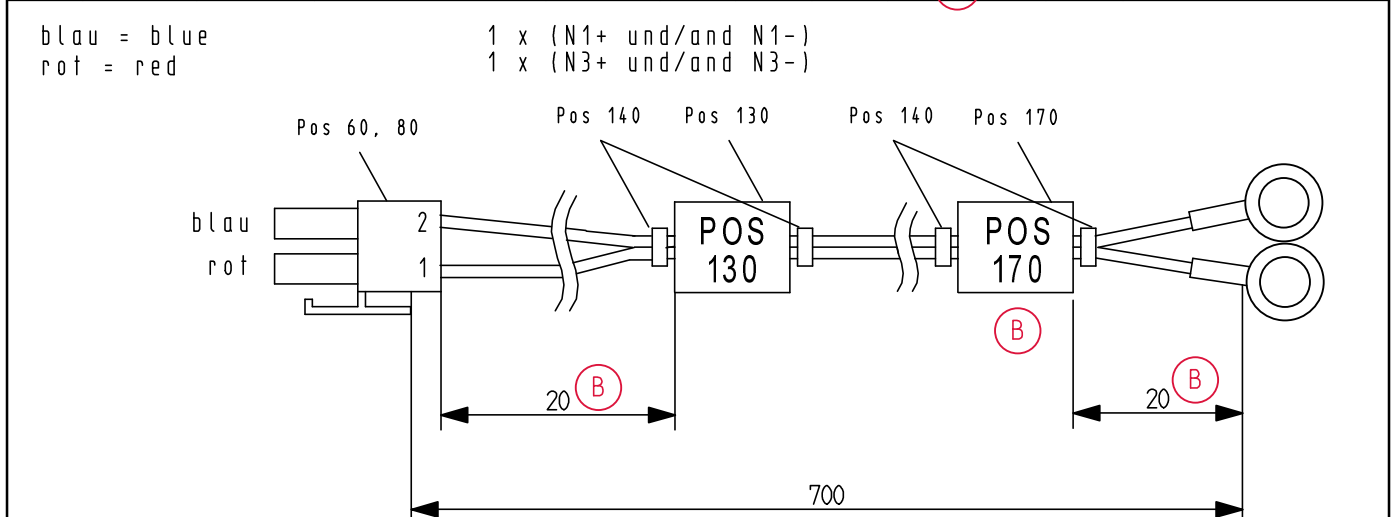 blau = blue
rot = red
1 x (N1+ und/and N1-)
1 x (N3+ und/and N3-)
Pos 60, 80
Pos 140
Pos 130
Pos 140
Pos 170
blau
rot
2
1
POS
130
POS
170
B
20
B
20
B
700